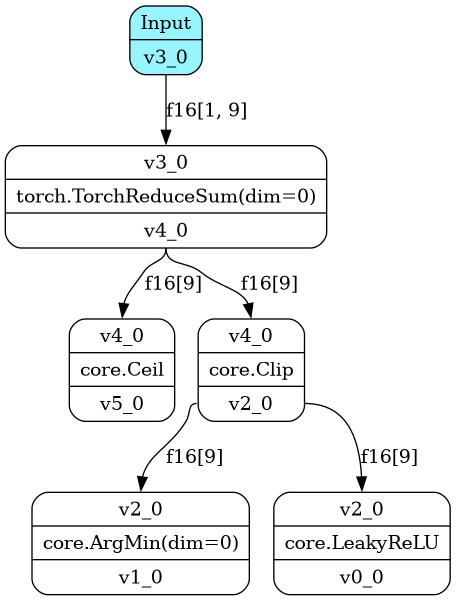 Input
v3_0
f16[1, 9]
v3_0
torch.TorchReduceSum(dim=0)
v4_0
f16[9]
f16[9]
v4_0
core.Ceil
v5_0
v4_0
core.Clip
v2_0
f16[9]
f16[9]
v2_0
core.ArgMin(dim=0)
v1_0
v2_0
core.LeakyReLU
v0_0